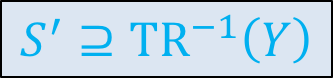 S′ ⊇ TR⁻¹(Y)